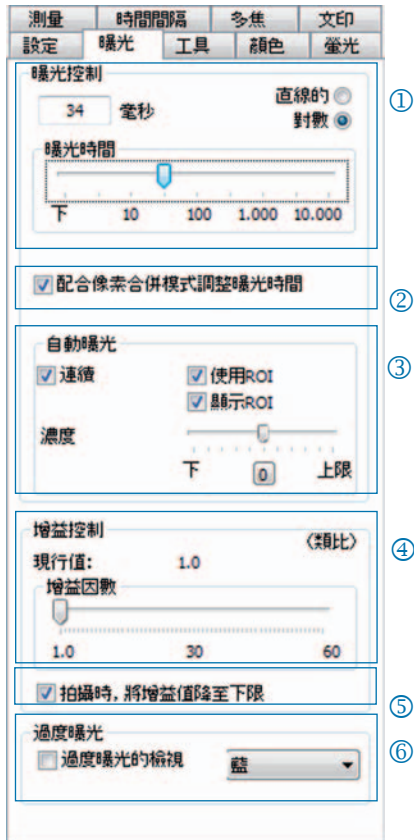 測量 時間間隔 多焦 文印
設定 曝光 工具 顏色 螢光
曝光控制
34 毫秒
直線的
對數
①
曝光時間
下 10 100 1.000 10.000
配合像素合併模式調整曝光時間
②
自動曝光
③
連續 使用ROI
顯示ROI
濃度
下 0 上限
增益控制
〈類比〉
④
現行值: 1.0
增益因數
1.0 30 60
拍攝時,將增益值降至下限
⑤
過度曝光
⑥
過度曝光的檢視 藍